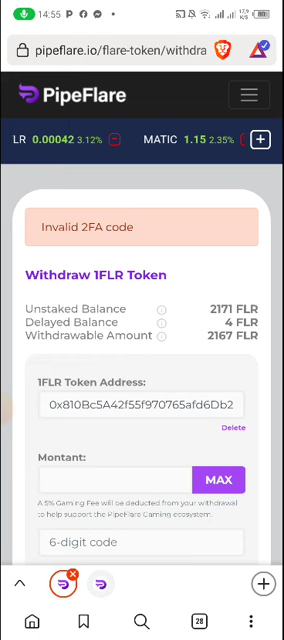 14:55 17,9 K/S
pipeflare.io/flare-token/withdra
PipeFlare
LR 0.00042 3.12% MATIC 1.15 2.35%
Invalid 2FA code
Withdraw 1FLR Token
Unstaked Balance 2171 FLR
Delayed Balance 4 FLR
Withdrawable Amount 2167 FLR
1FLR Token Address:
0x810Bc5A42f55f970765afd6Db2
Delete
Montant:
MAX
A 5% Gaming Fee will be deducted from your withdrawal
to help support the PipeFlare Gaming ecosystem.
6-digit code
28